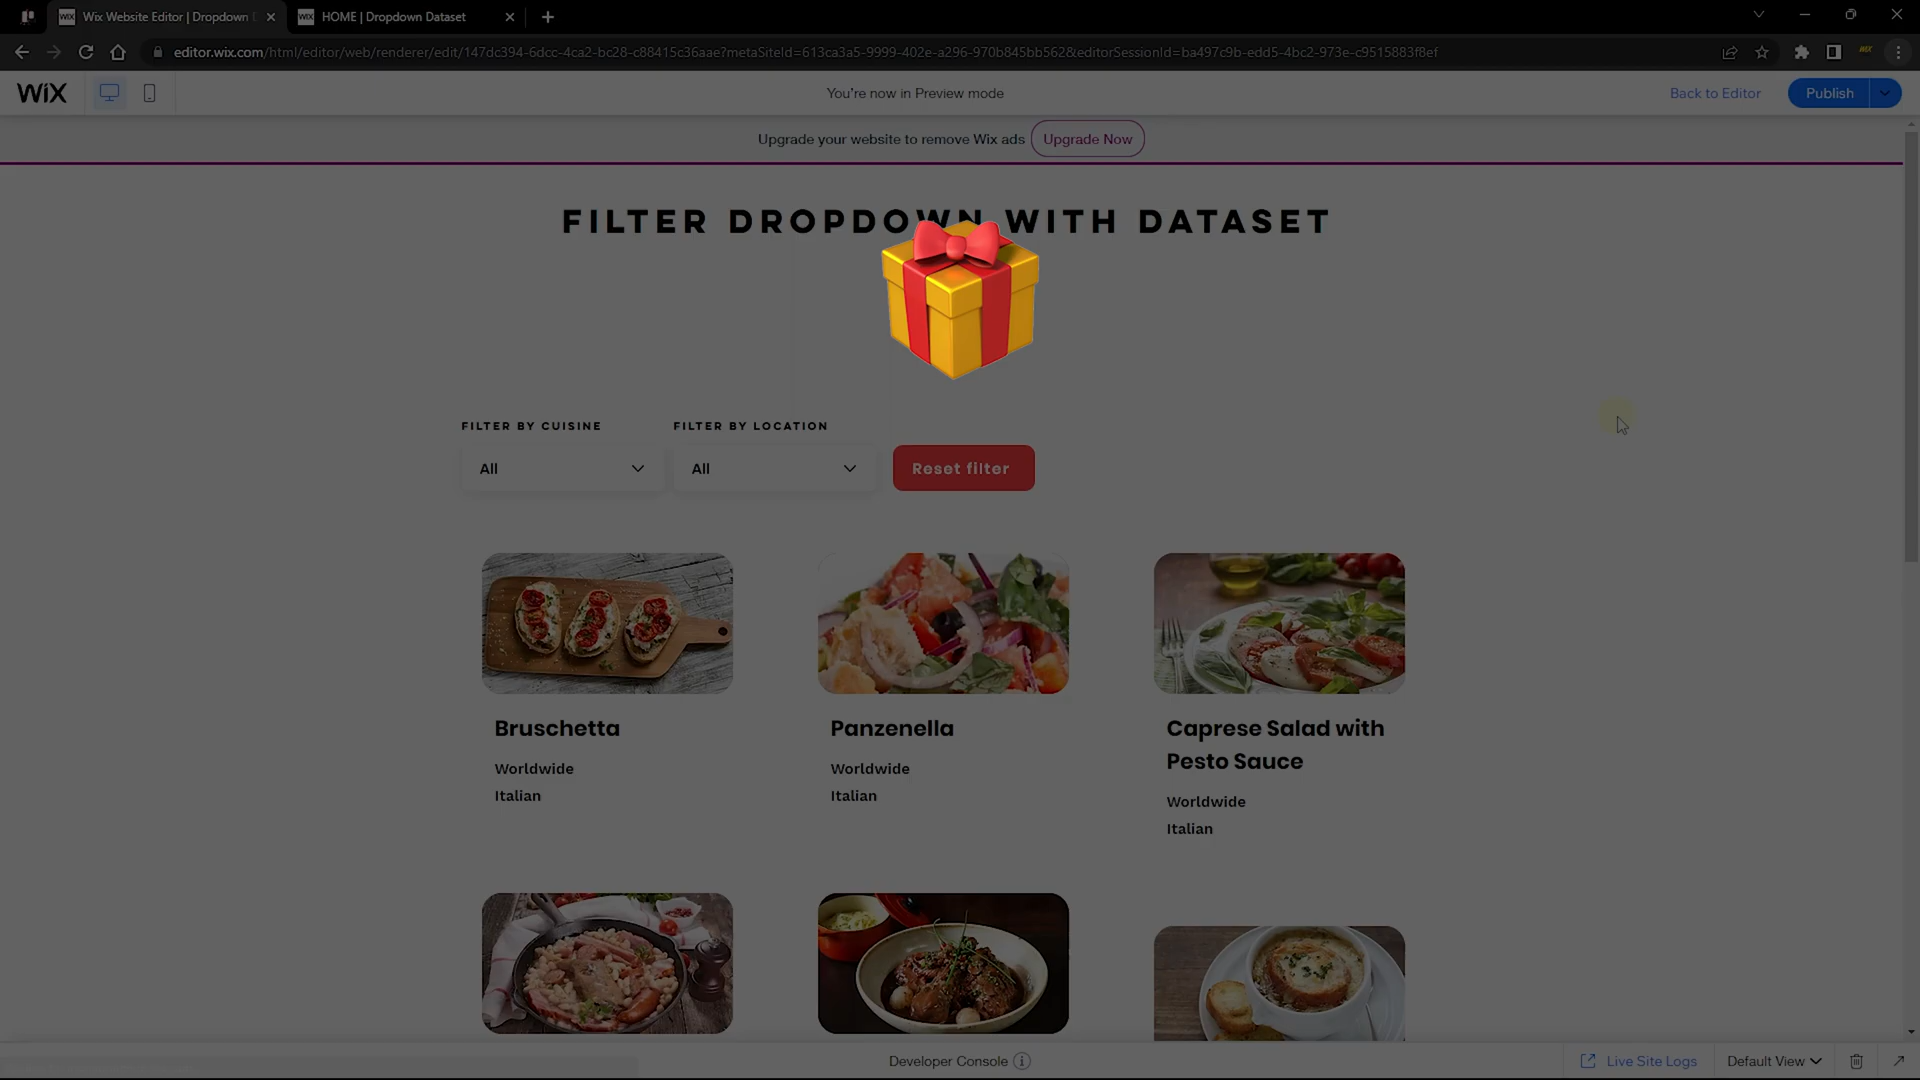 Wix Website Editor | Dropdown
HOME | Dropdown Dataset
editor.wix.com/html/editor/web/renderer/edit/147dc394-6dcc-4ca2-bc28-c88415c36aae?metaSiteId=613ca3a5-9999-402e-a296-970b845bb562&editorSessionId=ba497c9b-edd5-4bc2-973e-c9515883f8ef
WiX
You're now in Preview mode
Back to Editor
Publish
Upgrade your website to remove Wix ads
Upgrade Now
FILTER DROPDOWN WITH DATASET
FILTER BY CUISINE
FILTER BY LOCATION
All
All
Reset filter
Bruschetta
Worldwide
Italian
Panzenella
Worldwide
Italian
Caprese Salad with
Pesto Sauce
Worldwide
Italian
Developer Console
Live Site Logs
Default View